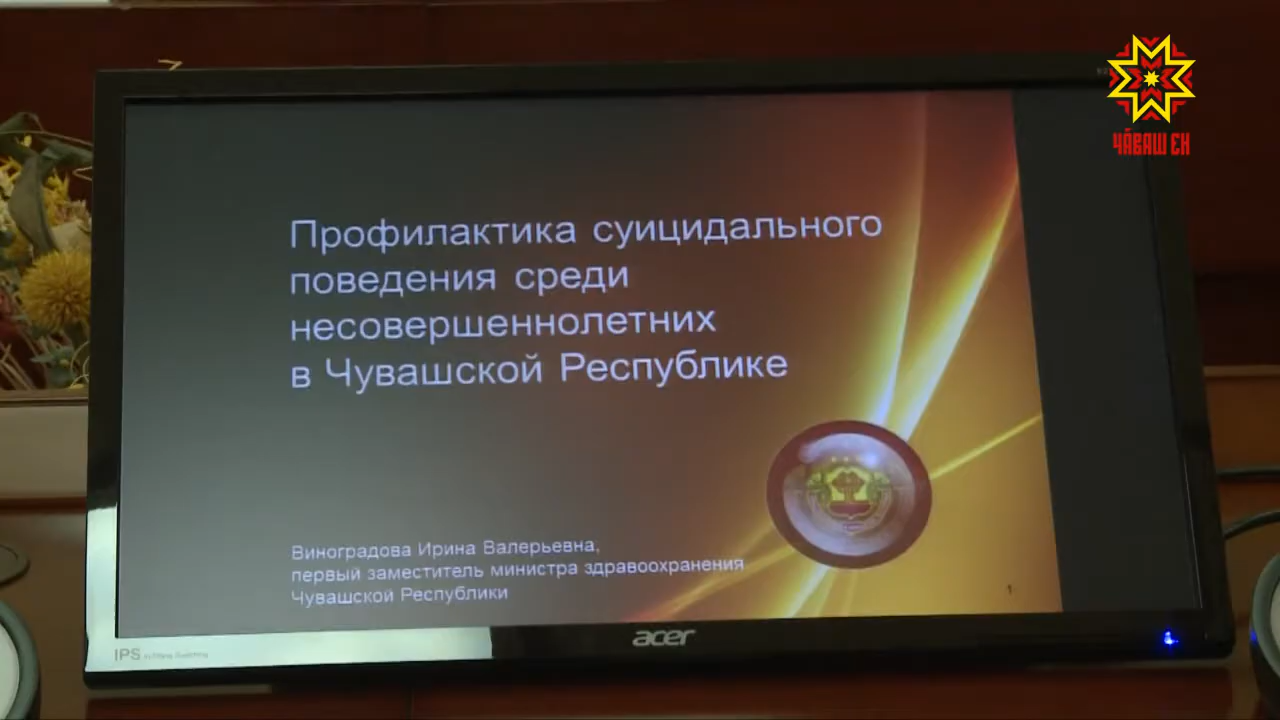 ЧӐВАШ ЕН
Профилактика суицидального
поведения среди
несовершеннолетних
в Чувашской Республике
Виноградова Ирина Валерьевна,
первый заместитель министра здравоохранения
Чувашской Республики
1
acer
IPS